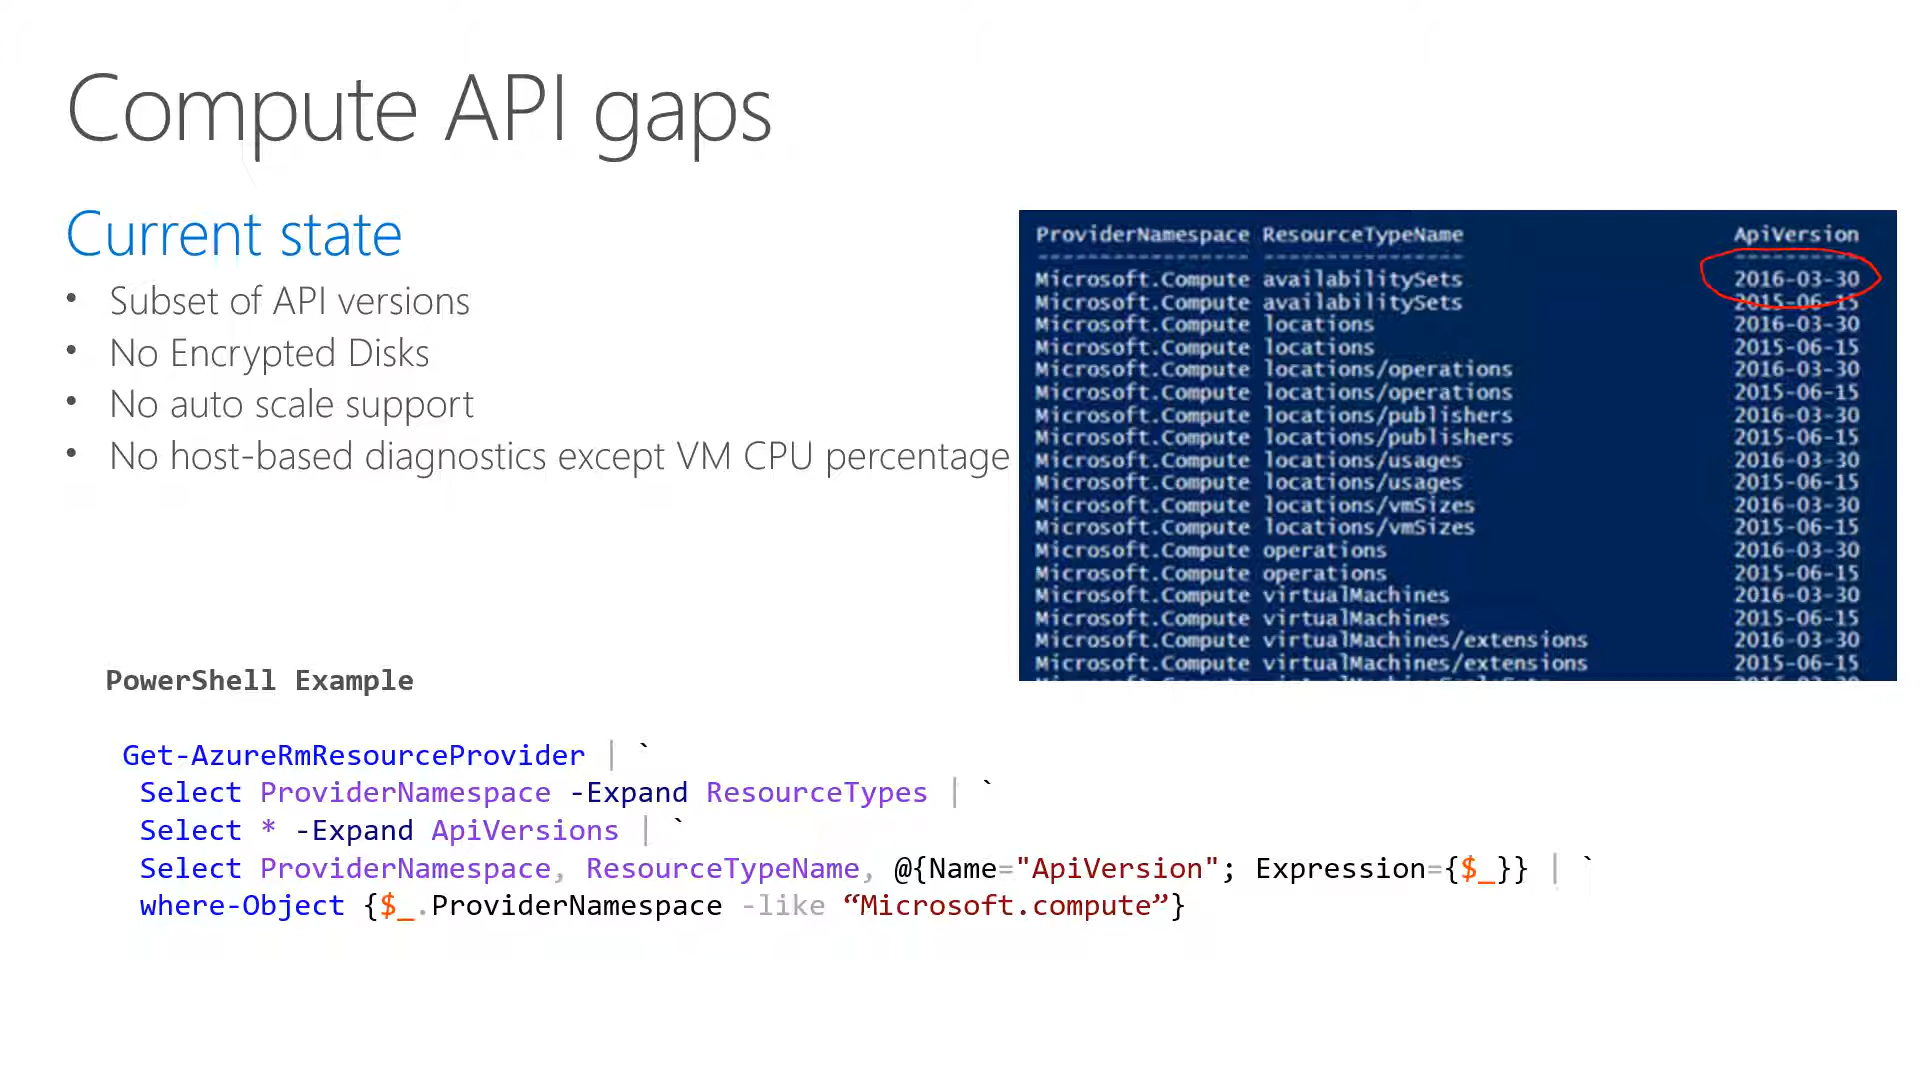 Compute API gaps
Current state
• Subset of API versions
• No Encrypted Disks
• No auto scale support
• No host-based diagnostics except VM CPU percentage
ProviderNamespace ResourceTypeName ApiVersion
----------------- ---------------- ----------
Microsoft.Compute availabilitySets 2016-03-30
Microsoft.Compute availabilitySets 2015-06-15
Microsoft.Compute locations 2016-03-30
Microsoft.Compute locations 2015-06-15
Microsoft.Compute locations/operations 2016-03-30
Microsoft.Compute locations/operations 2015-06-15
Microsoft.Compute locations/publishers 2016-03-30
Microsoft.Compute locations/publishers 2015-06-15
Microsoft.Compute locations/usages 2016-03-30
Microsoft.Compute locations/usages 2015-06-15
Microsoft.Compute locations/vmSizes 2016-03-30
Microsoft.Compute locations/vmSizes 2015-06-15
Microsoft.Compute operations 2016-03-30
Microsoft.Compute operations 2015-06-15
Microsoft.Compute virtualMachines 2016-03-30
Microsoft.Compute virtualMachines 2015-06-15
Microsoft.Compute virtualMachines/extensions 2016-03-30
Microsoft.Compute virtualMachines/extensions 2015-06-15
PowerShell Example
Get-AzureRmResourceProvider | `
Select ProviderNamespace -Expand ResourceTypes | `
Select * -Expand ApiVersions | `
Select ProviderNamespace, ResourceTypeName, @{Name="ApiVersion"; Expression={$_}} | `
where-Object {$_.ProviderNamespace -like “Microsoft.compute”}